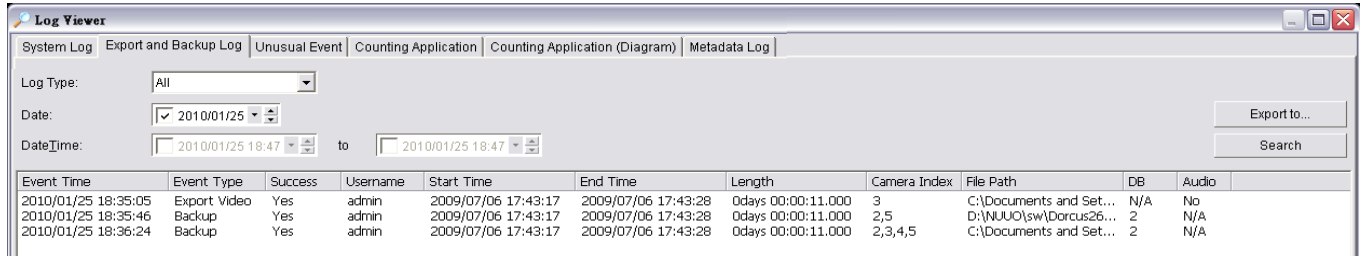 Log Viewer
System Log Export and Backup Log Unusual Event Counting Application Counting Application (Diagram) Metadata Log
Log Type: All
Date: 2010/01/25 Export to...
DateTime: 2010/01/25 18:47 to 2010/01/25 18:47 Search
Event Time Event Type Success Username Start Time End Time Length Camera Index File Path DB Audio
2010/01/25 18:35:05 Export Video Yes admin 2009/07/06 17:43:17 2009/07/06 17:43:28 0days 00:00:11.000 3 C:\Documents and Set... N/A No
2010/01/25 18:35:46 Backup Yes admin 2009/07/06 17:43:17 2009/07/06 17:43:28 0days 00:00:11.000 2,5 D:\NUUO\sw\Dorcus26... 2 N/A
2010/01/25 18:36:24 Backup Yes admin 2009/07/06 17:43:17 2009/07/06 17:43:28 0days 00:00:11.000 2,3,4,5 C:\Documents and Set... 2 N/A